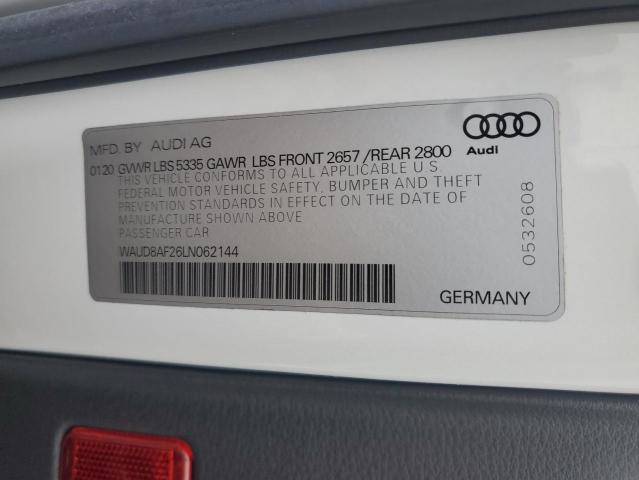 MFD. BY AUDI AG
0120 GVWR LBS 5335 GAWR LBS FRONT 2657 /REAR 2800
THIS VEHICLE CONFORMS TO ALL APPLICABLE U.S.
FEDERAL MOTOR VEHICLE SAFETY, BUMPER AND THEFT
PREVENTION STANDARDS IN EFFECT ON THE DATE OF
MANUFACTURE SHOWN ABOVE
PASSENGER CAR
WAUD8AF26LN062144
Audi
0532608
GERMANY